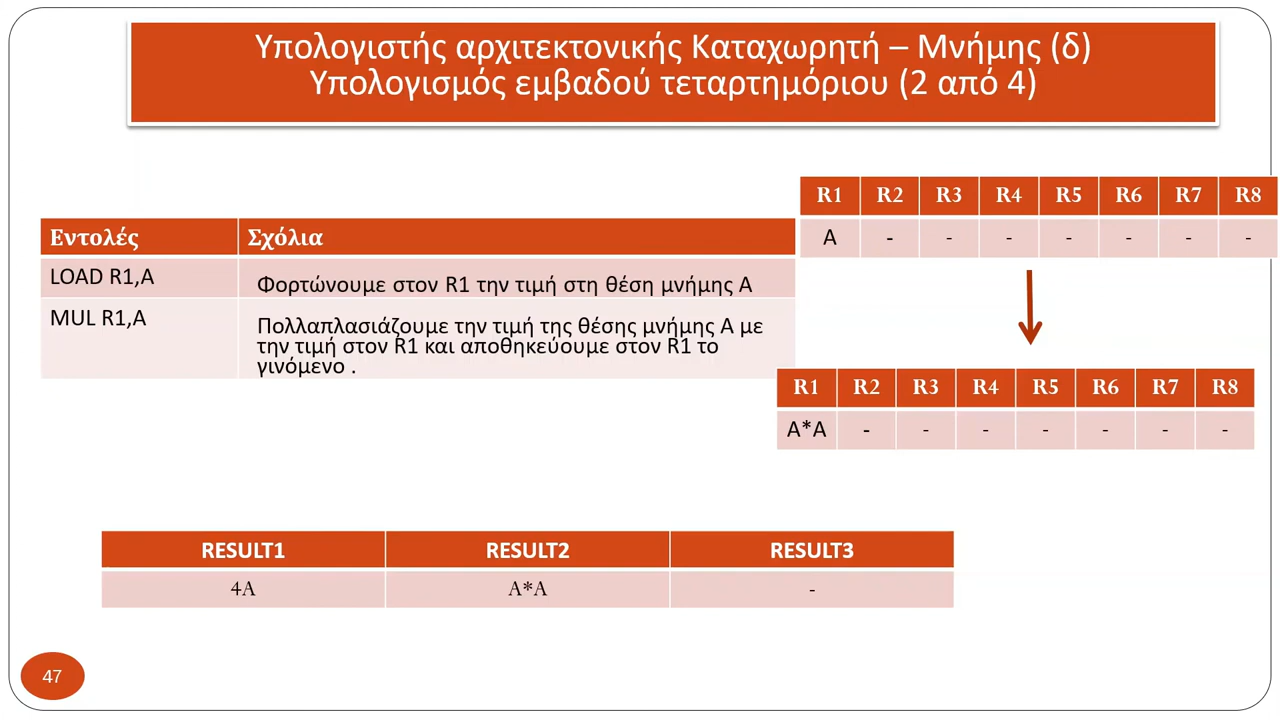 Υπολογιστής αρχιτεκτονικής Καταχωρητή – Μνήμης (δ)
Υπολογισμός εμβαδού τεταρτημόριου (2 από 4)
R1 R2 R3 R4 R5 R6 R7 R8
A - - - - - - -
Εντολές Σχόλια
LOAD R1,A Φορτώνουμε στον R1 την τιμή στη θέση μνήμης A
MUL R1,A Πολλαπλασιάζουμε την τιμή της θέσης μνήμης A με
την τιμή στον R1 και αποθηκεύουμε στον R1 το
γινόμενο .
R1 R2 R3 R4 R5 R6 R7 R8
A*A - - - - - - -
RESULT1 RESULT2 RESULT3
4A A*A -
47